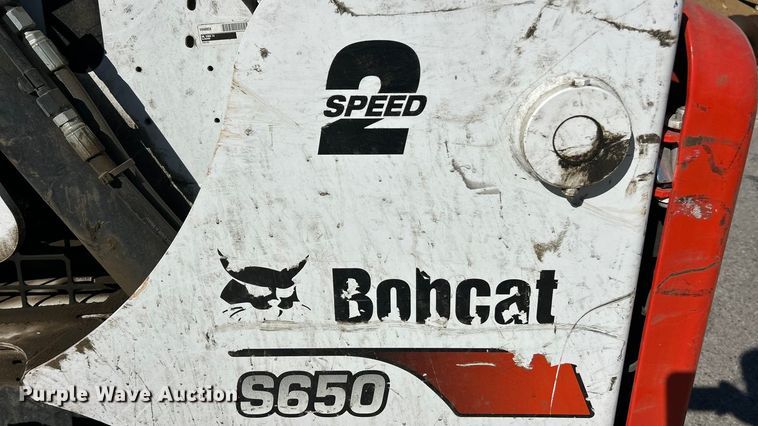 2
SPEED
Bobcat
S650
Purple Wave Auction